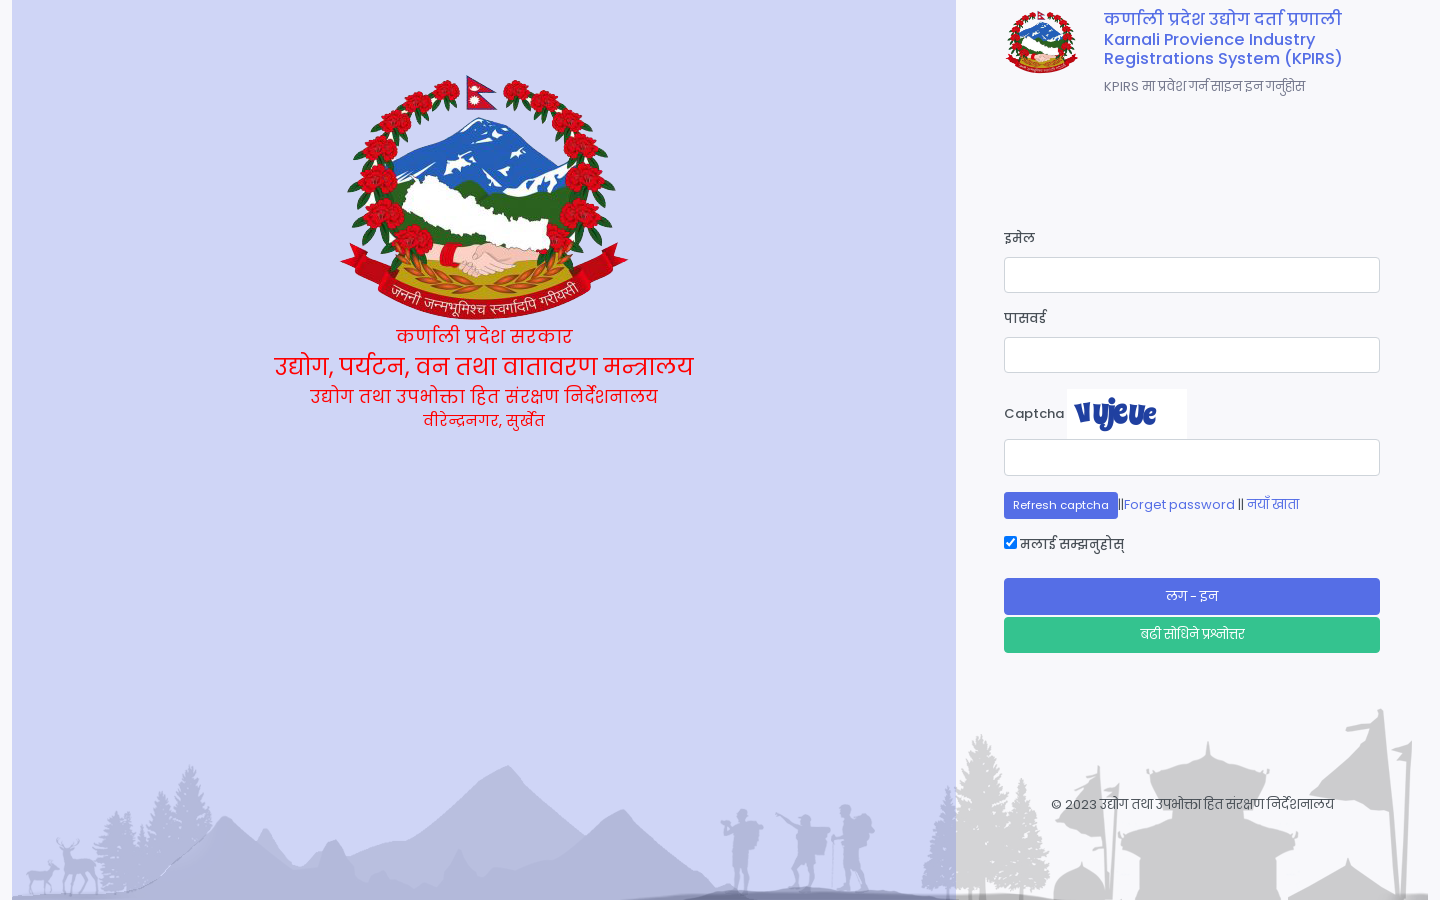 जननी जन्मभूमिश्च स्वर्गादपि गरीयसी
कर्णाली प्रदेश सरकार
उद्योग, पर्यटन, वन तथा वातावरण मन्त्रालय
उद्योग तथा उपभोक्ता हित संरक्षण निर्देशनालय
वीरेन्द्रनगर, सुर्खेत
कर्णाली प्रदेश उद्योग दर्ता प्रणाली
Karnali Provience Industry
Registrations System (KPIRS)
KPIRS मा प्रवेश गर्न साइन इन गर्नुहोस
इमेल
पासवर्ड
Captcha vujeue
Refresh captcha||Forget password || नयाँ खाता
मलाई सम्झनुहोस्
लग - इन
बढी सोधिने प्रश्नोत्तर
© 2023 उद्योग तथा उपभोक्ता हित संरक्षण निर्देशनालय